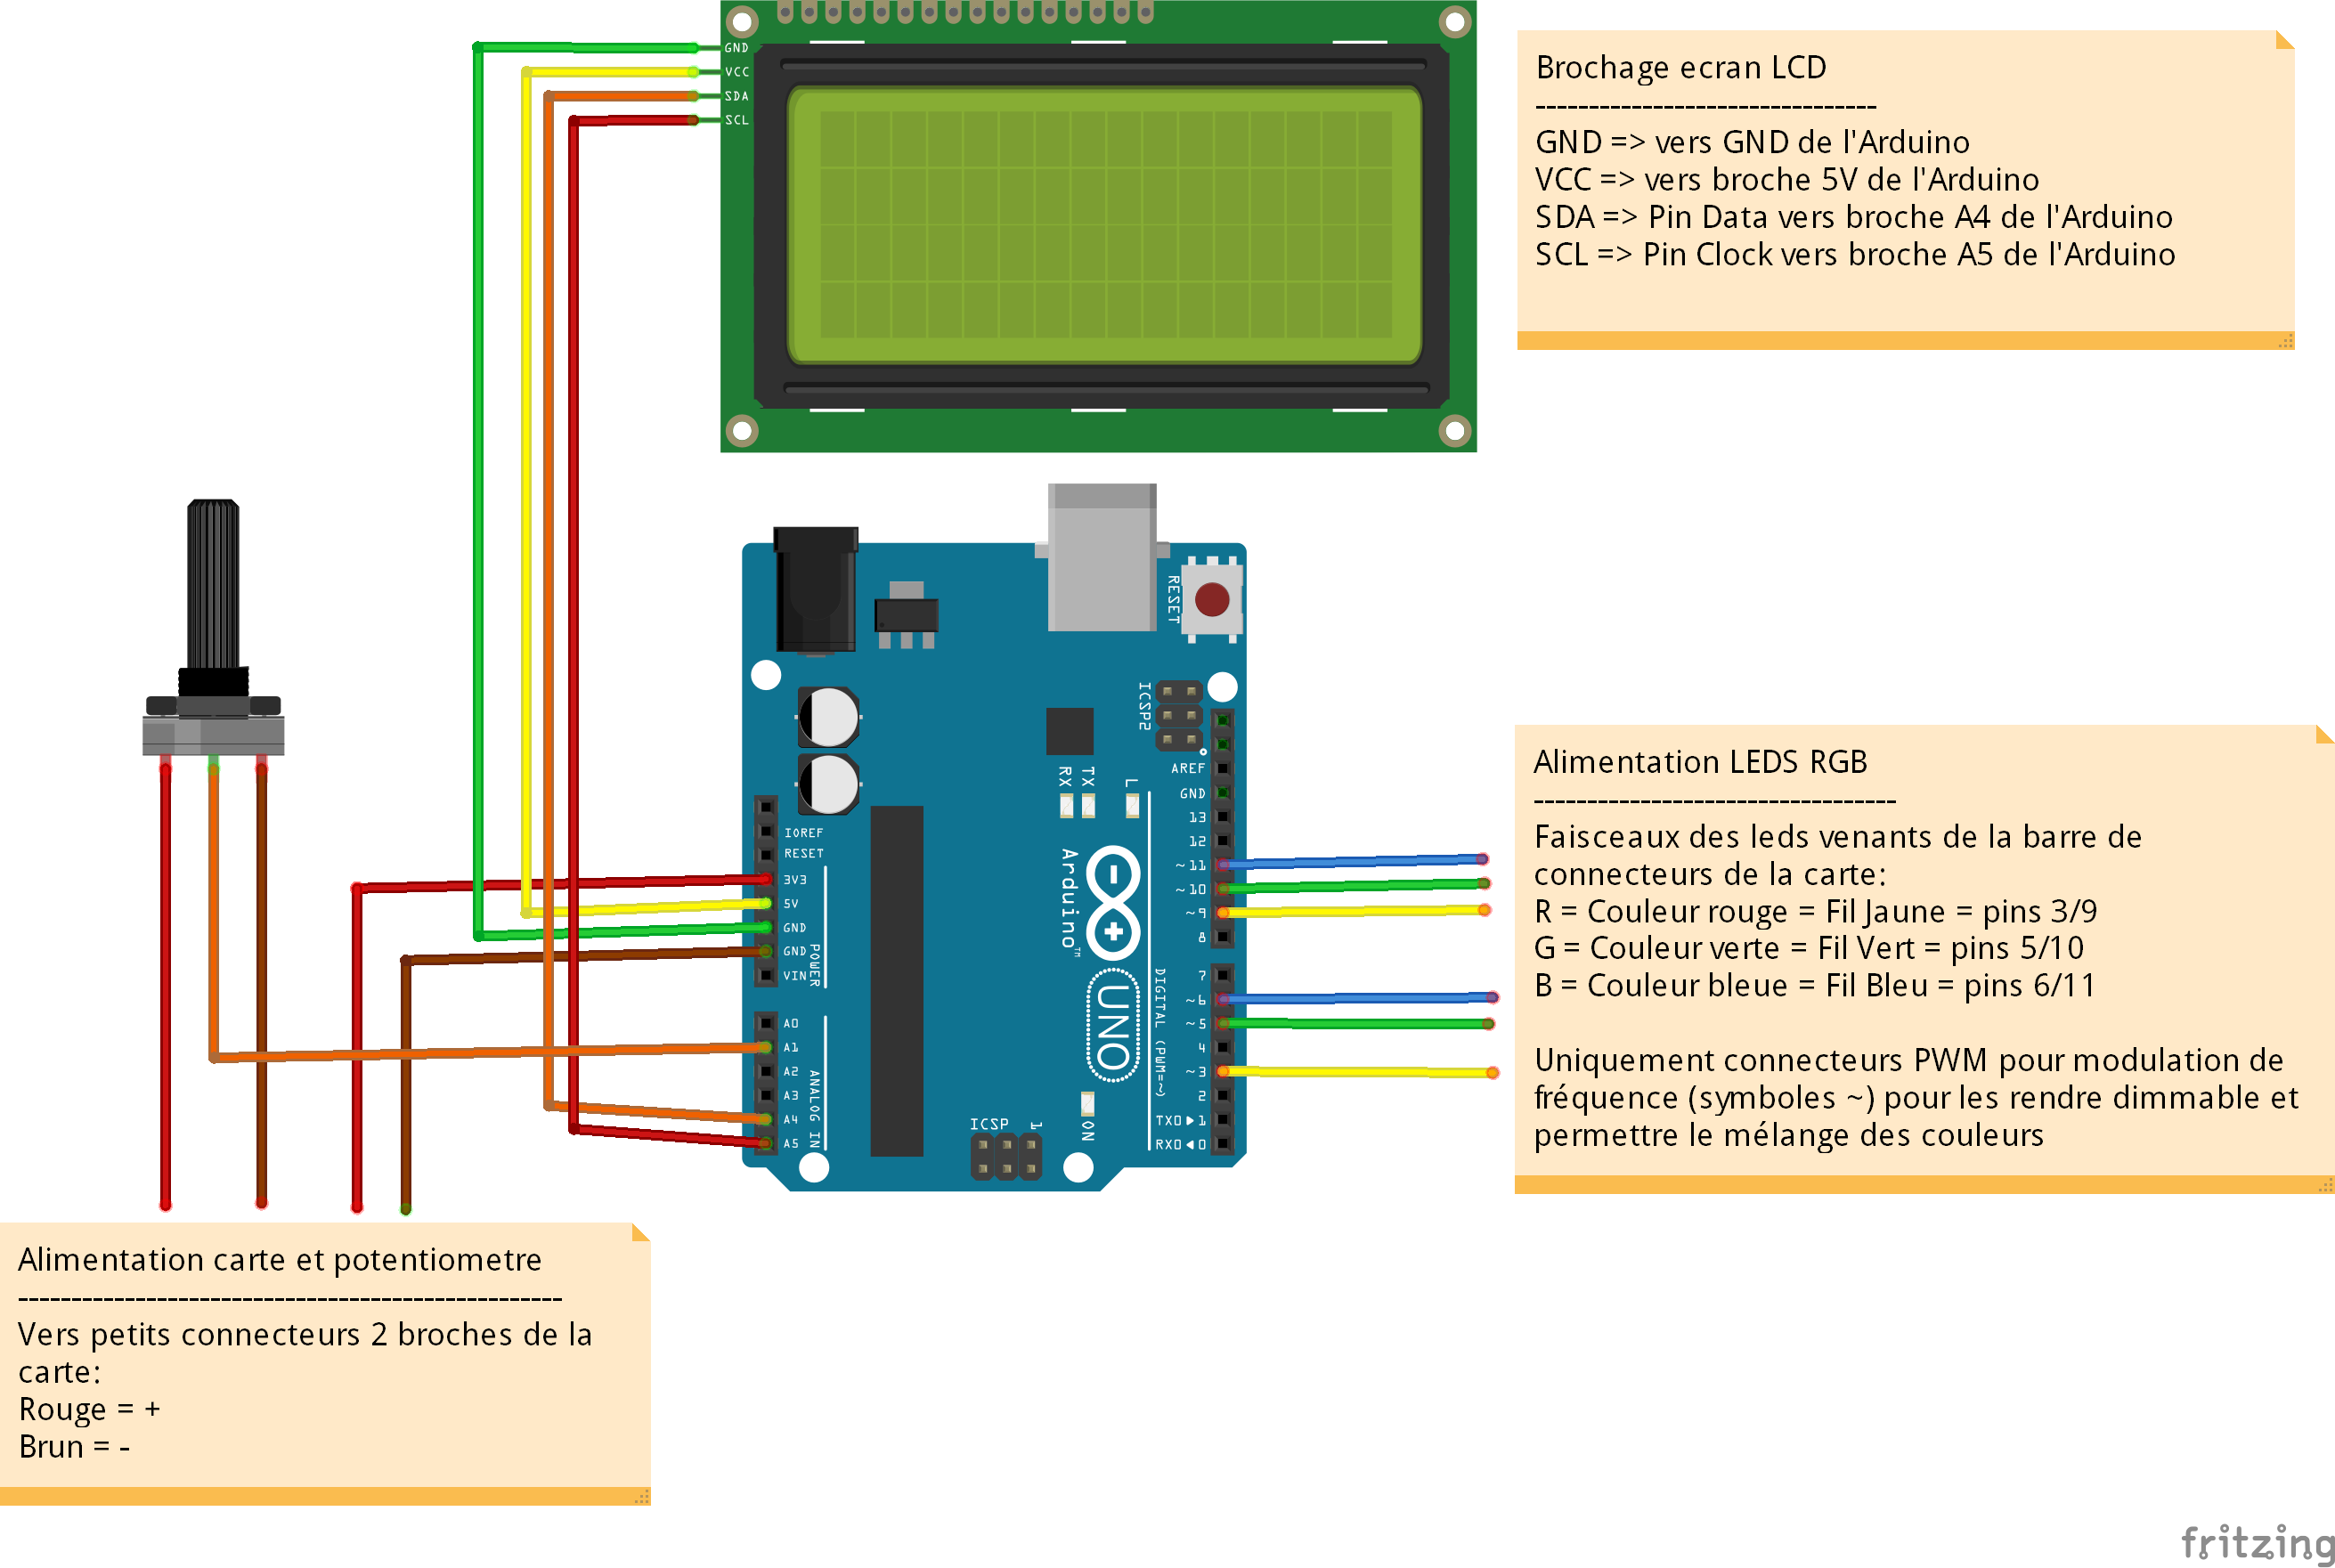 GND
VCC
SDA
SCL
Brochage ecran LCD
--------------------------------
GND => vers GND de l'Arduino
VCC => vers broche 5V de l'Arduino
SDA => Pin Data vers broche A4 de l'Arduino
SCL => Pin Clock vers broche A5 de l'Arduino
RESET
ICSP2
AREF
GND
13
12
~11
~10
~9
8
7
~6
~5
4
~3
2
TX0▶1
RX0◀0
RX
TX
L
IOREF
RESET
3V3
5V
GND
GND
VIN
POWER
A0
A1
A2
A3
A4
A5
ANALOG IN
Arduino™
UNO
DIGITAL (PWM=~)
ICSP
1
ON
Alimentation LEDS RGB
----------------------------------
Faisceaux des leds venants de la barre de
connecteurs de la carte:
R = Couleur rouge = Fil Jaune = pins 3/9
G = Couleur verte = Fil Vert = pins 5/10
B = Couleur bleue = Fil Bleu = pins 6/11
Uniquement connecteurs PWM pour modulation de
fréquence (symboles ~) pour les rendre dimmable et
permettre le mélange des couleurs
Alimentation carte et potentiometre
---------------------------------------------------
Vers petits connecteurs 2 broches de la
carte:
Rouge = +
Brun = -
fritzing